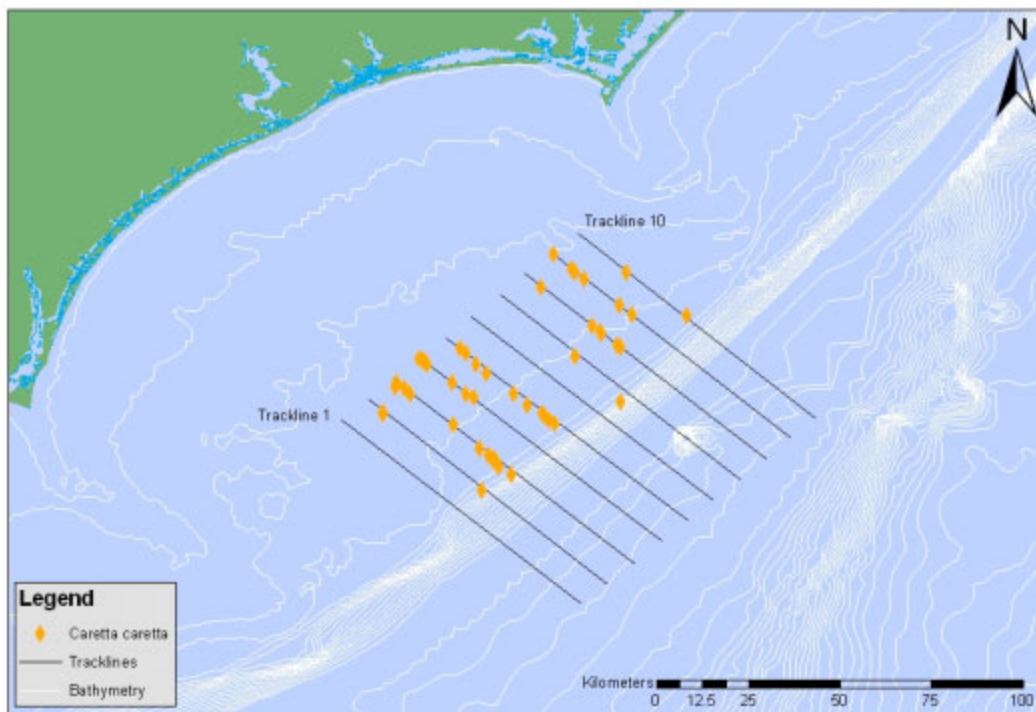 N
Trackline 10
Trackline 1
Legend
Caretta caretta
Tracklines
Bathymetry
Kilometers
0 12.5 25 50 75 100